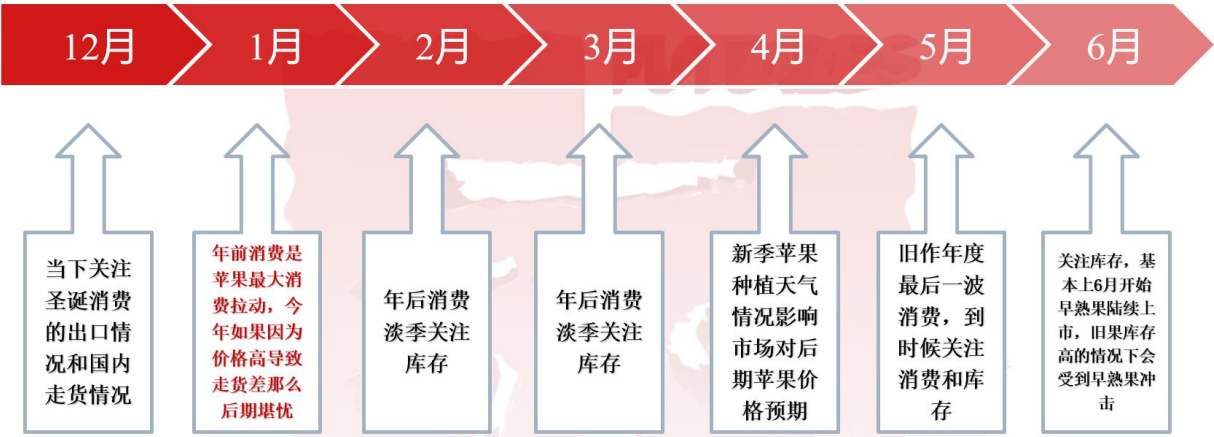 12月
1月
2月
3月
4月
5月
6月
当下关注
圣诞消费
的出口情
况和国内
走货情况
年前消费是
苹果最大消
费拉动，今
年如果因为
价格高导致
走货差那么
后期堪忧
年后消费
淡季关注
库存
年后消费
淡季关注
库存
新季苹果
种植天气
情况影响
市场对后
期苹果价
格预期
旧作年度
最后一波
消费，到
时候关注
消费和库
存
关注库存，基
本上6月开始
早熟果陆续上
市，旧果库存
高的情况下会
受到早熟果冲
击